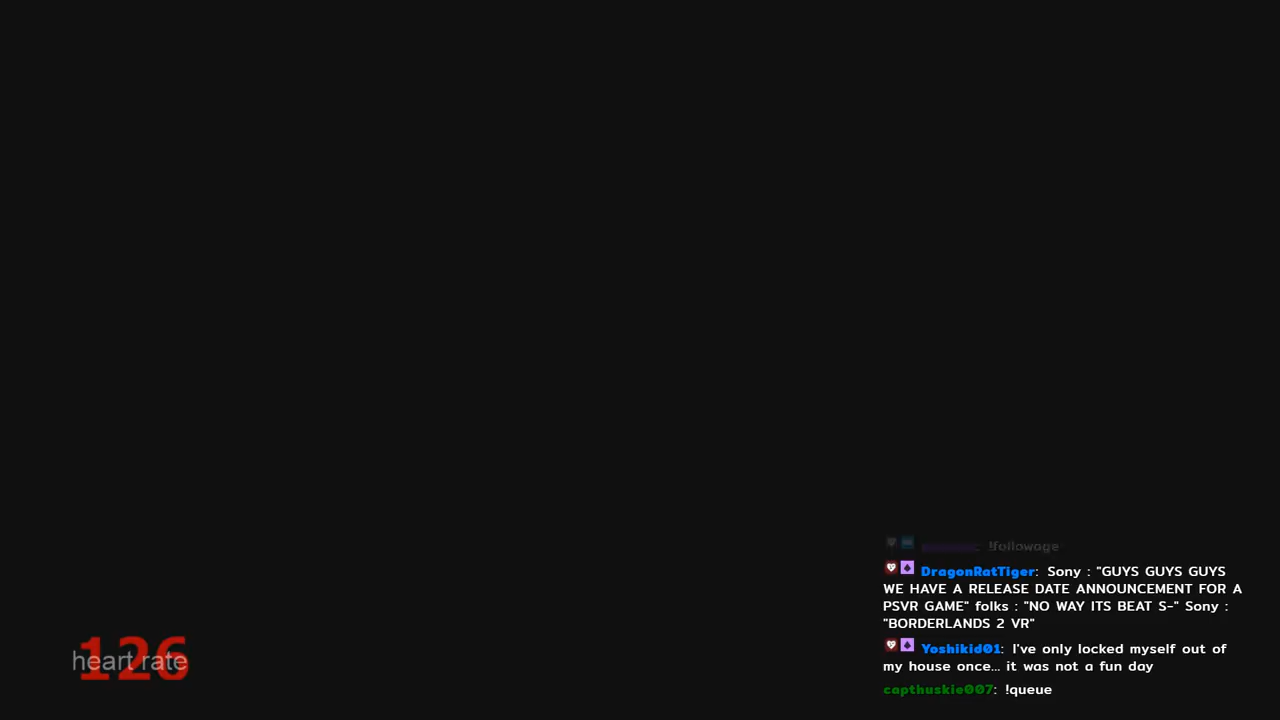 : !followage
DragonRatTiger: Sony : "GUYS GUYS GUYS
WE HAVE A RELEASE DATE ANNOUNCEMENT FOR A
PSVR GAME" folks : "NO WAY ITS BEAT S-" Sony :
"BORDERLANDS 2 VR"
Yoshikid01: I've only locked myself out of
my house once... it was not a fun day
capthuskie007: !queue
126
heart rate